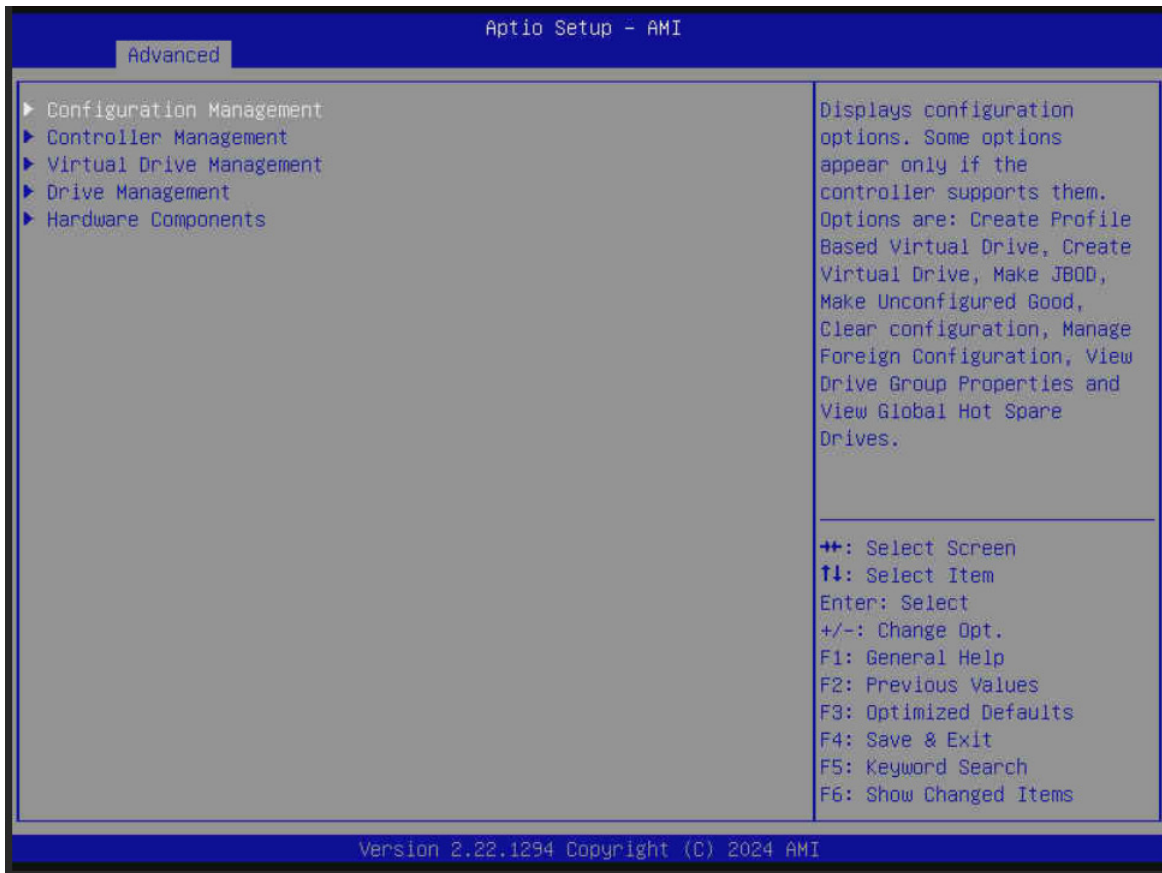 Aptio Setup - AMI
Advanced
▶ Configuration Management
▶ Controller Management
▶ Virtual Drive Management
▶ Drive Management
▶ Hardware Components
Displays configuration
options. Some options
appear only if the
controller supports them.
Options are: Create Profile
Based Virtual Drive, Create
Virtual Drive, Make JBOD,
Make Unconfigured Good,
Clear configuration, Manage
Foreign Configuration, View
Drive Group Properties and
View Global Hot Spare
Drives.
→←: Select Screen
↑↓: Select Item
Enter: Select
+/-: Change Opt.
F1: General Help
F2: Previous Values
F3: Optimized Defaults
F4: Save & Exit
F5: Keyword Search
F6: Show Changed Items
Version 2.22.1294 Copyright (C) 2024 AMI